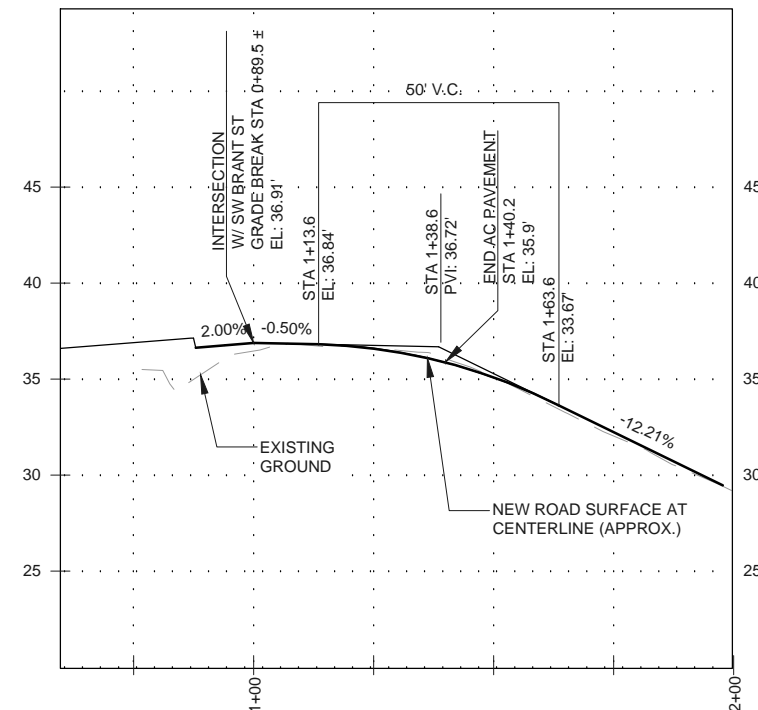 INTERSECTION
W/ SW BRANT ST
GRADE BREAK STA 0+89.5 ±
EL: 36.91'
50' V.C.
STA 1+13.6
EL: 36.84'
STA 1+38.6
PVI: 36.72'
END AC PAVEMENT
STA 1+40.2
EL: 35.9'
STA 1+63.6
EL: 33.67'
2.00%
-0.50%
-12.21%
EXISTING
GROUND
NEW ROAD SURFACE AT
CENTERLINE (APPROX.)
45
40
35
30
25
45
40
35
30
25
1+00
2+00